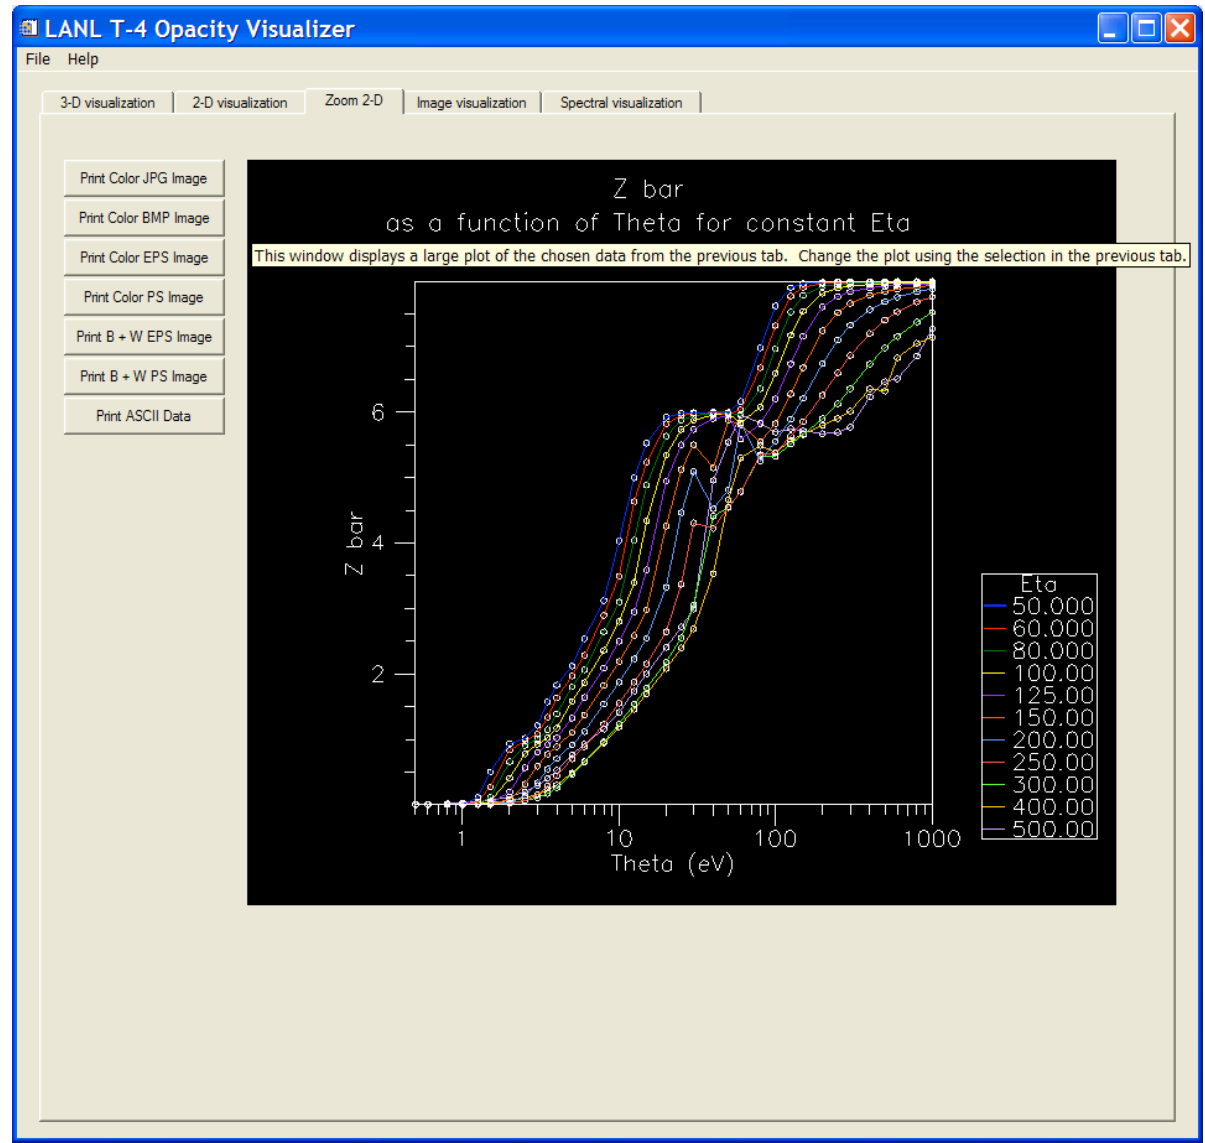 LANL T-4 Opacity Visualizer
File Help
3-D visualization 2-D visualization Zoom 2-D Image visualization Spectral visualization
Print Color JPG Image
Print Color BMP Image
Print Color EPS Image
Print Color PS Image
Print B + W EPS Image
Print B + W PS Image
Print ASCII Data
Z bar
as a function of Theta for constant Eta
This window displays a large plot of the chosen data from the previous tab. Change the plot using the selection in the previous tab.
6
4
2
Z bar
1 10 100 1000
Theta (eV)
Eta
50.000
60.000
80.000
100.00
125.00
150.00
200.00
250.00
300.00
400.00
500.00